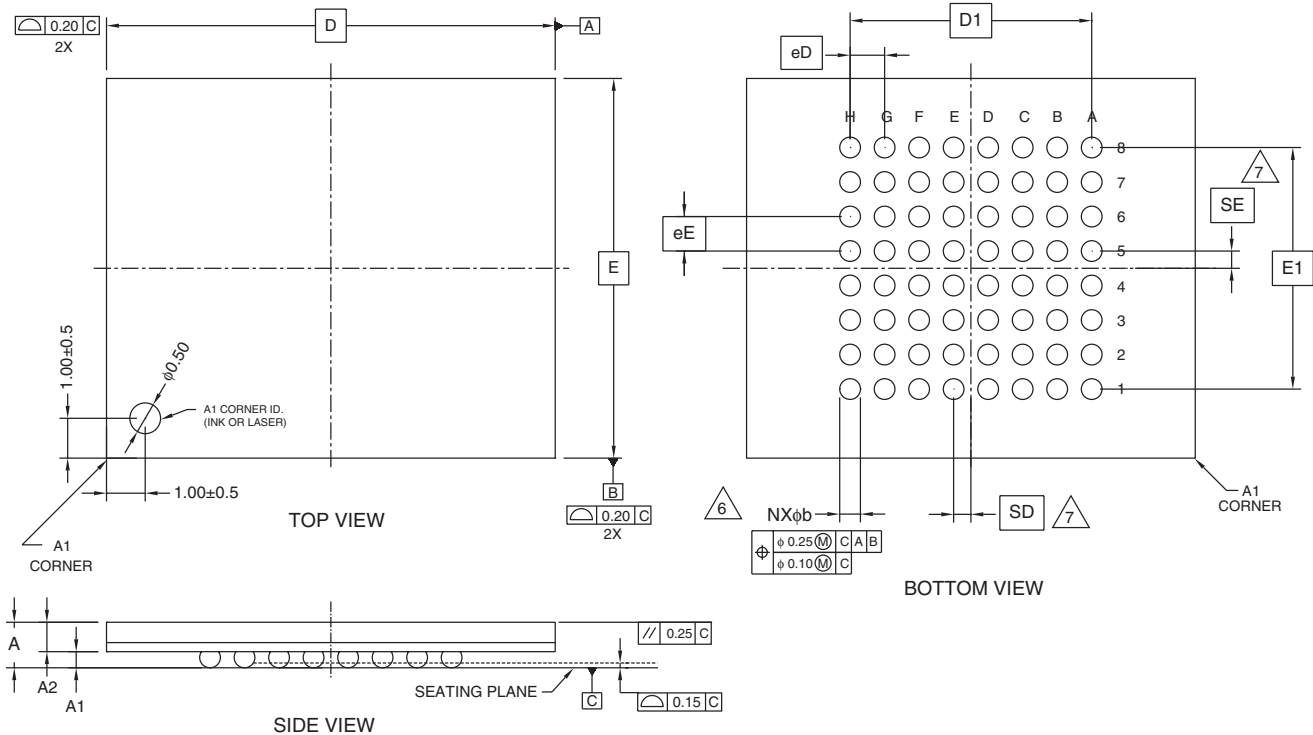 ⌓ 0.20 C
2X
D
A
D1
eD
H G F E D C B A
8
7
6
5
4
3
2
1
7
SE
eE
E1
E
1.00±0.5
ϕ0.50
A1 CORNER ID.
(INK OR LASER)
1.00±0.5
TOP VIEW
B
⌓ 0.20 C
2X
A1
CORNER
6
NXϕb
SD
7
⌖ ϕ 0.25 Ⓜ C A B
ϕ 0.10 Ⓜ C
A1
CORNER
BOTTOM VIEW
A
A2
A1
// 0.25 C
SEATING PLANE
C
⌓ 0.15 C
SIDE VIEW